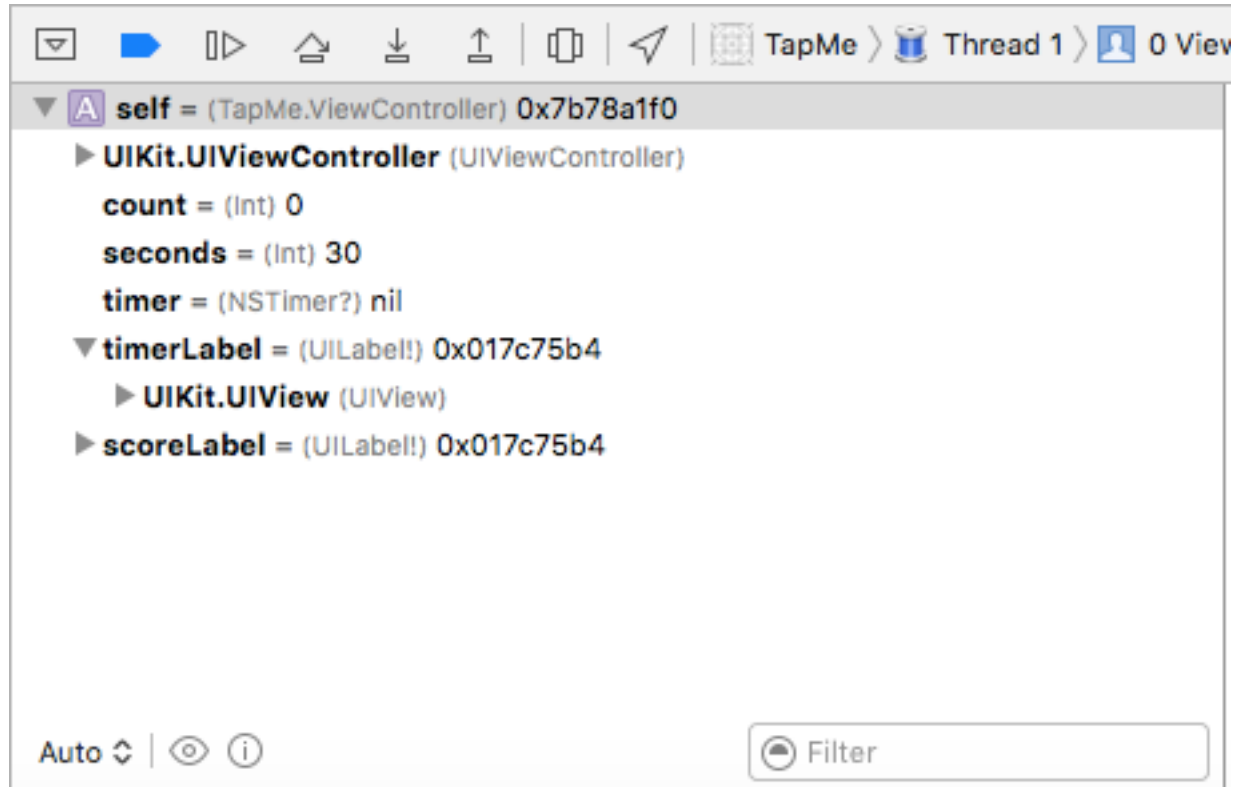 TapMe 〉 Thread 1 〉 0 View
A self = (TapMe.ViewController) 0x7b78a1f0
UIKit.UIViewController (UIViewController)
count = (Int) 0
seconds = (Int) 30
timer = (NSTimer?) nil
timerLabel = (UILabel!) 0x017c75b4
UIKit.UIView (UIView)
scoreLabel = (UILabel!) 0x017c75b4
Auto Filter